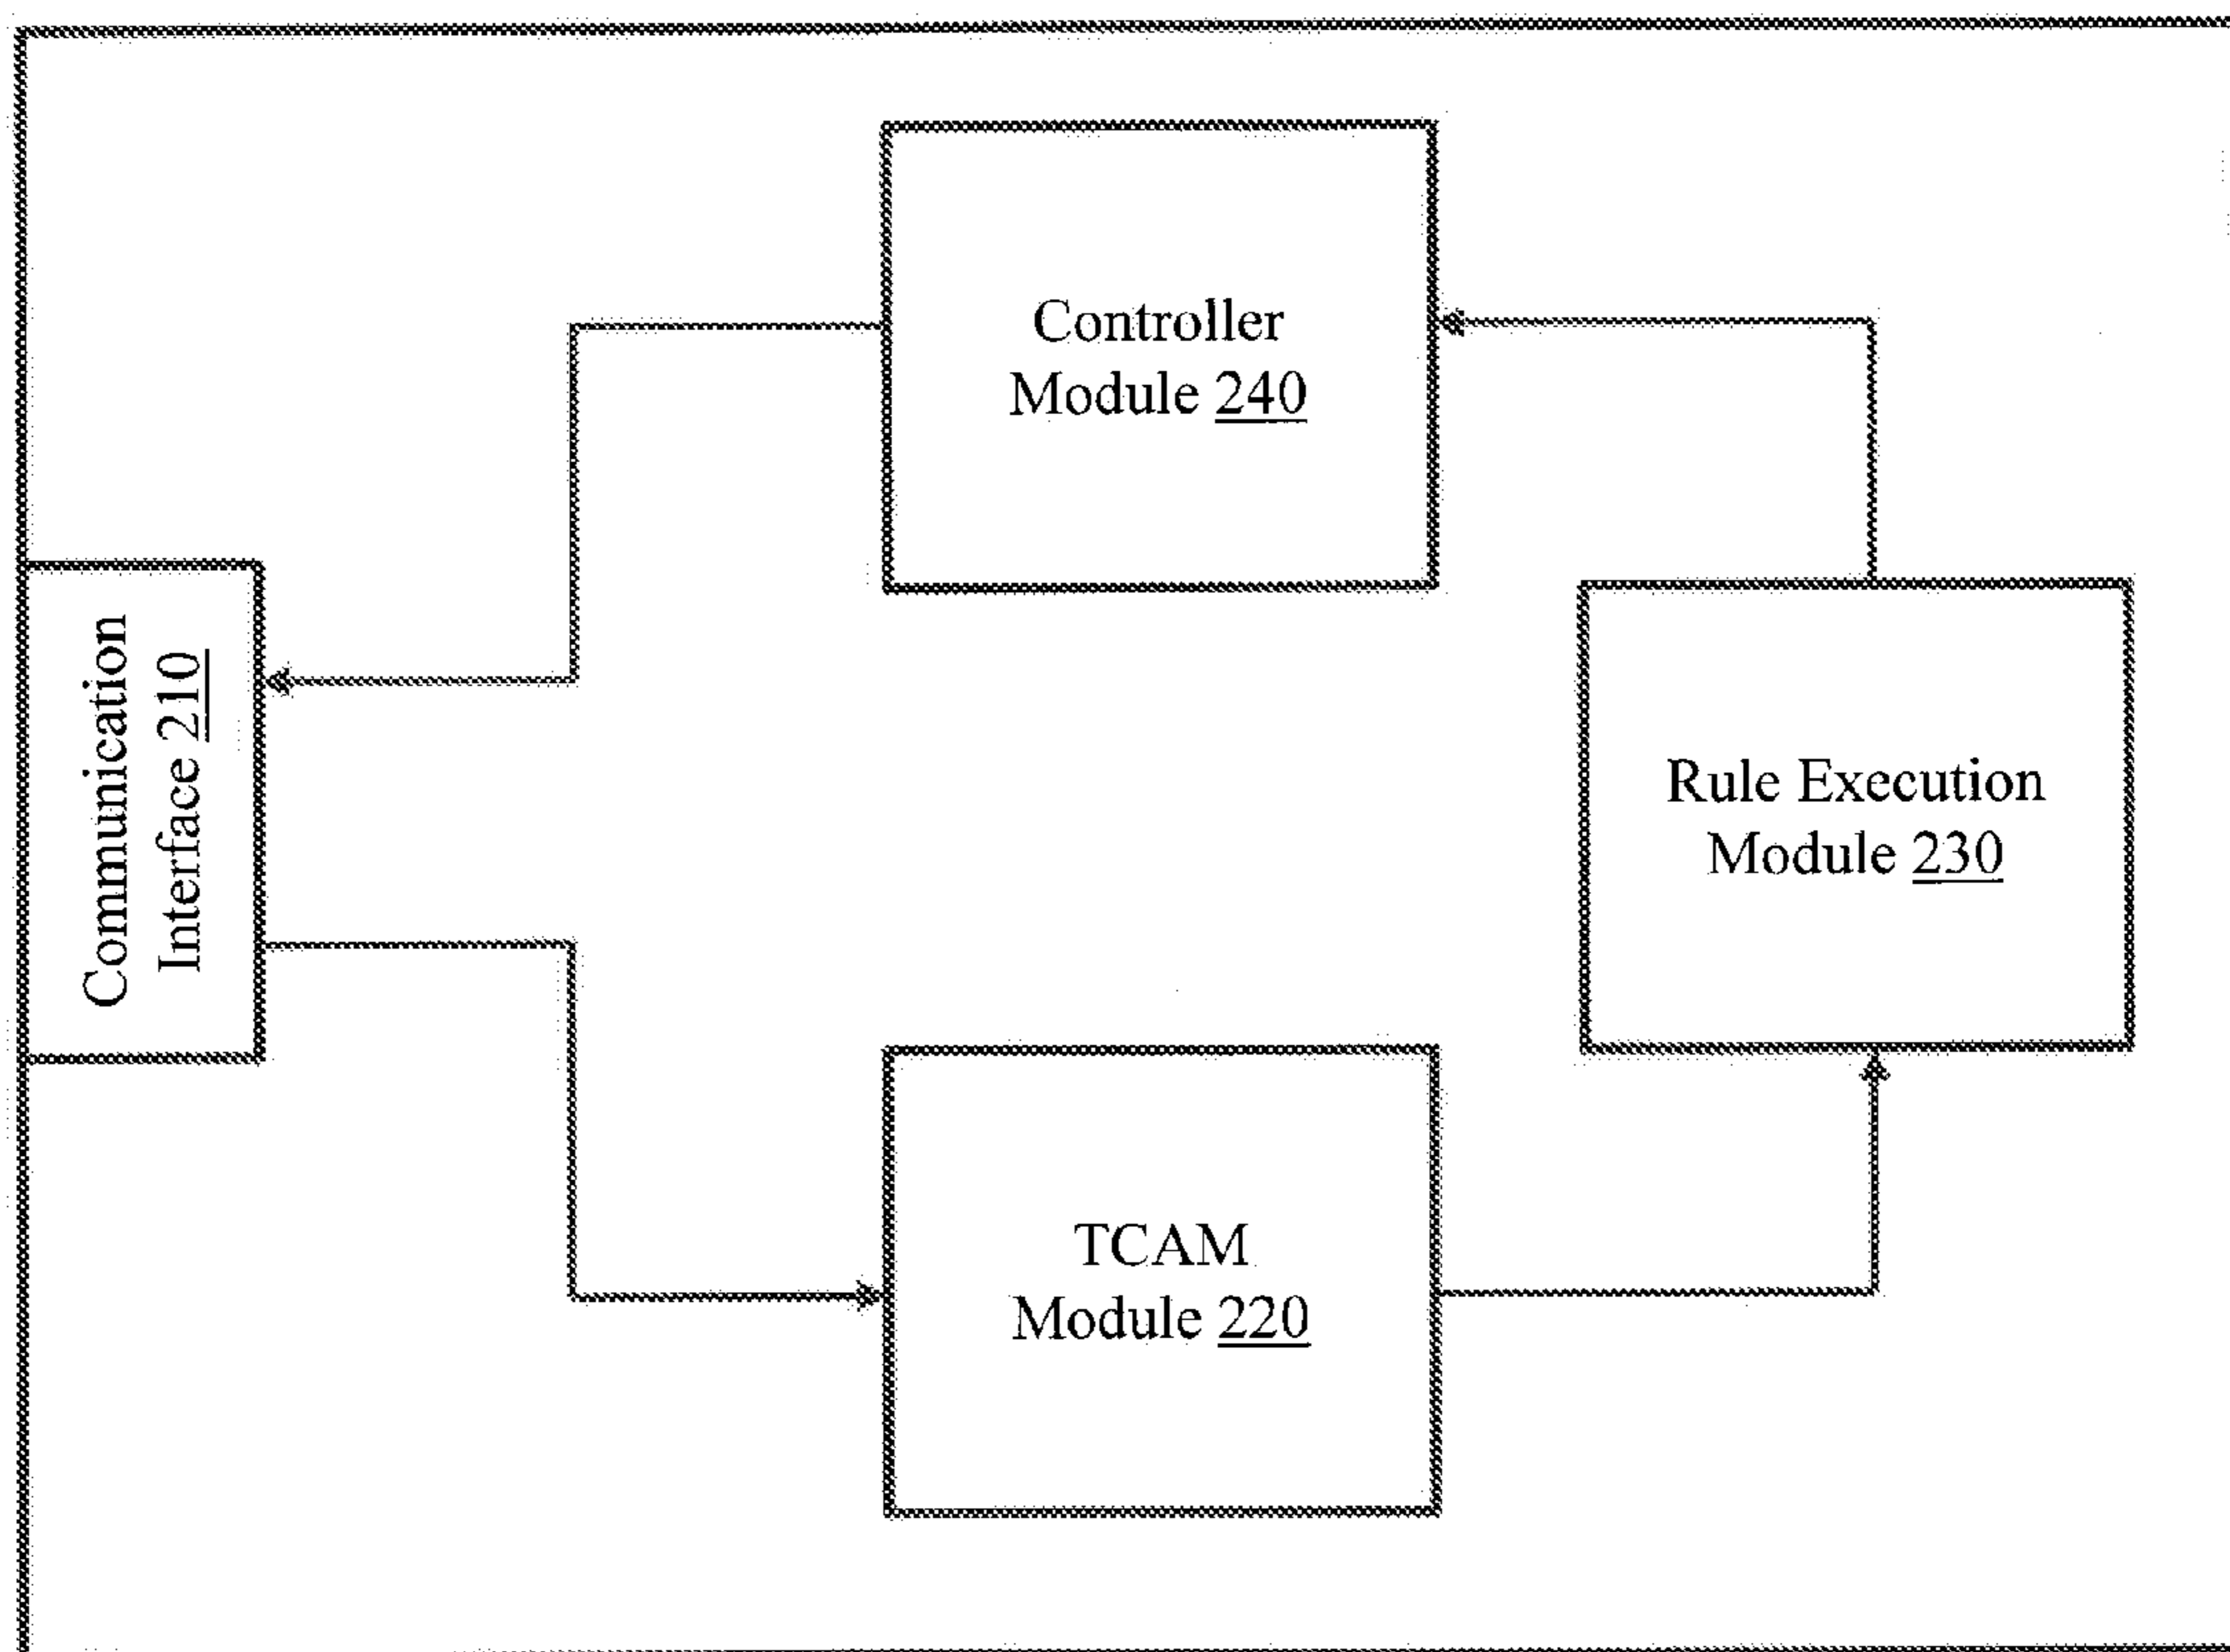 Controller
Module 240
Communication
Interface 210
Rule Execution
Module 230
TCAM
Module 220